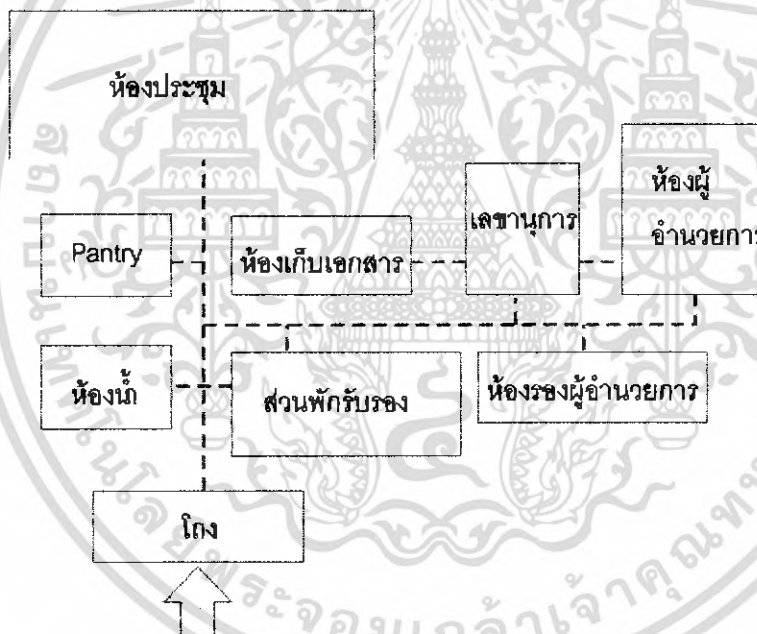 ห้องประชุม
Pantry
ห้องเก็บเอกสาร
เลขานุการ
ห้องผู้
อำนวยการ
ห้องน้ำ
ส่วนพักรับรอง
ห้องรองผู้อำนวยการ
โถง